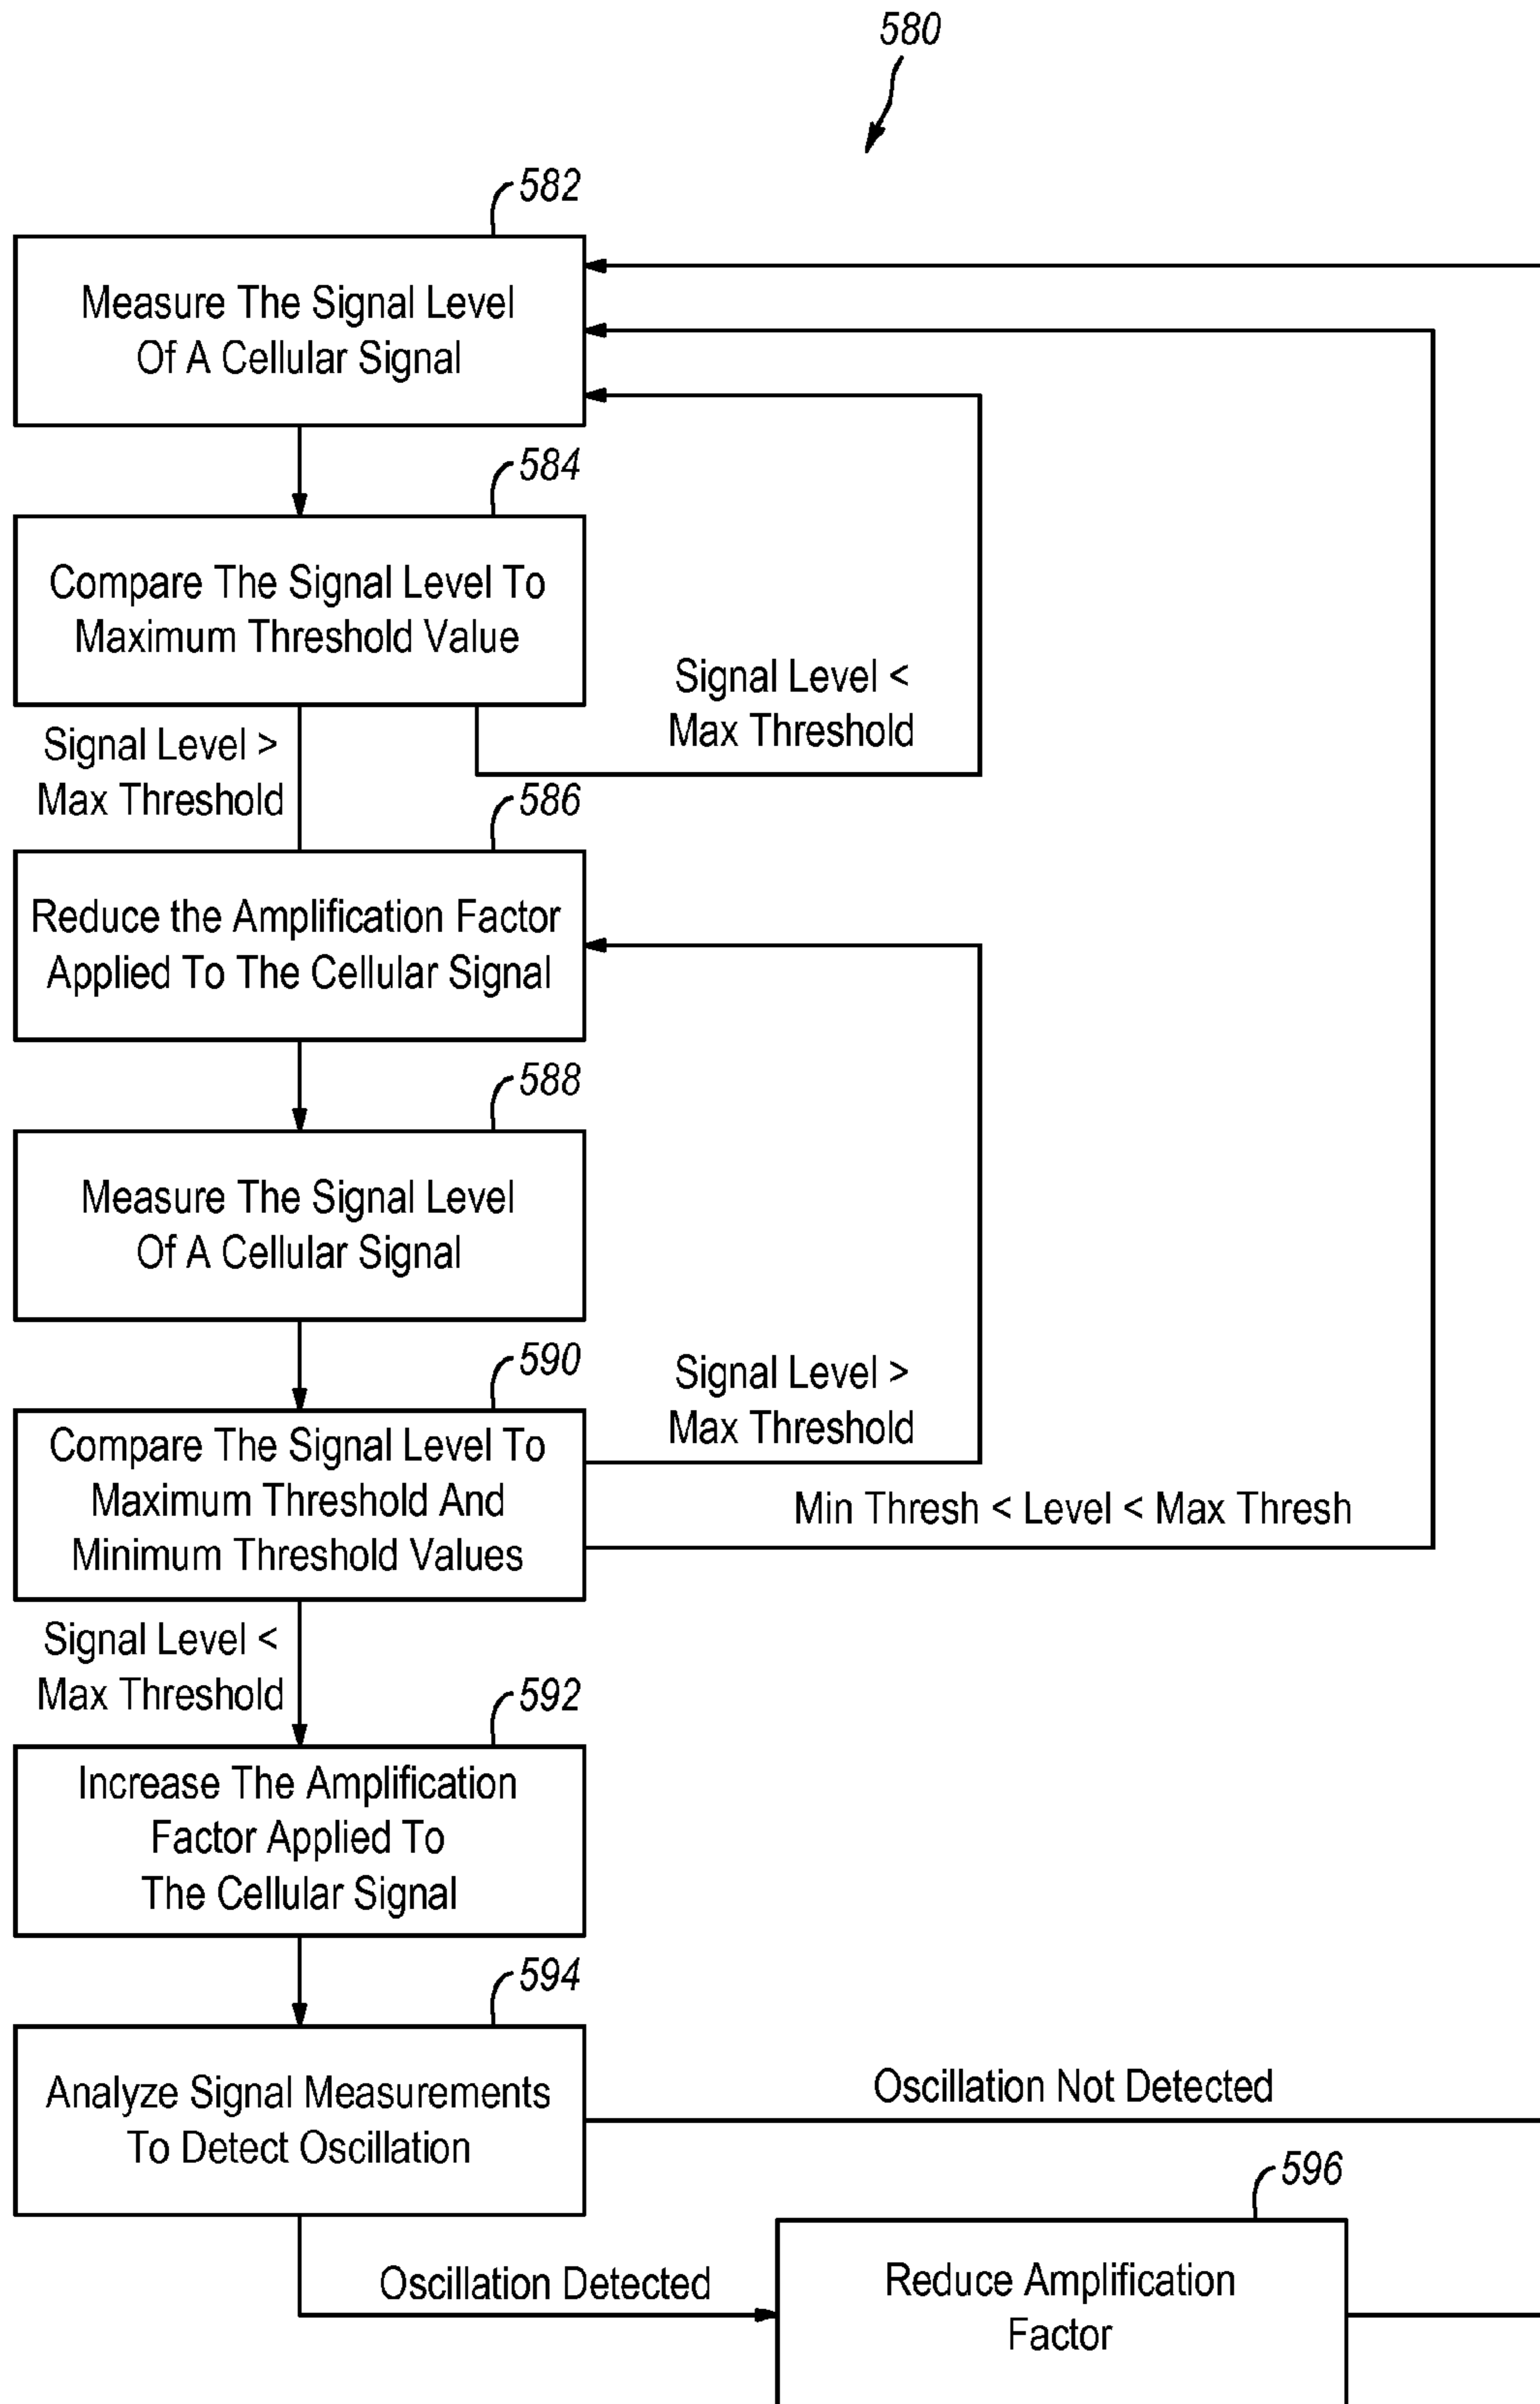 580
582
Measure The Signal Level
Of A Cellular Signal
584
Compare The Signal Level To
Maximum Threshold Value
Signal Level <
Max Threshold
Signal Level >
Max Threshold
586
Reduce the Amplification Factor
Applied To The Cellular Signal
588
Measure The Signal Level
Of A Cellular Signal
590
Signal Level >
Max Threshold
Compare The Signal Level To
Maximum Threshold And
Minimum Threshold Values
Min Thresh < Level < Max Thresh
Signal Level <
Max Threshold
592
Increase The Amplification
Factor Applied To
The Cellular Signal
594
Analyze Signal Measurements
To Detect Oscillation
Oscillation Not Detected
596
Oscillation Detected
Reduce Amplification
Factor